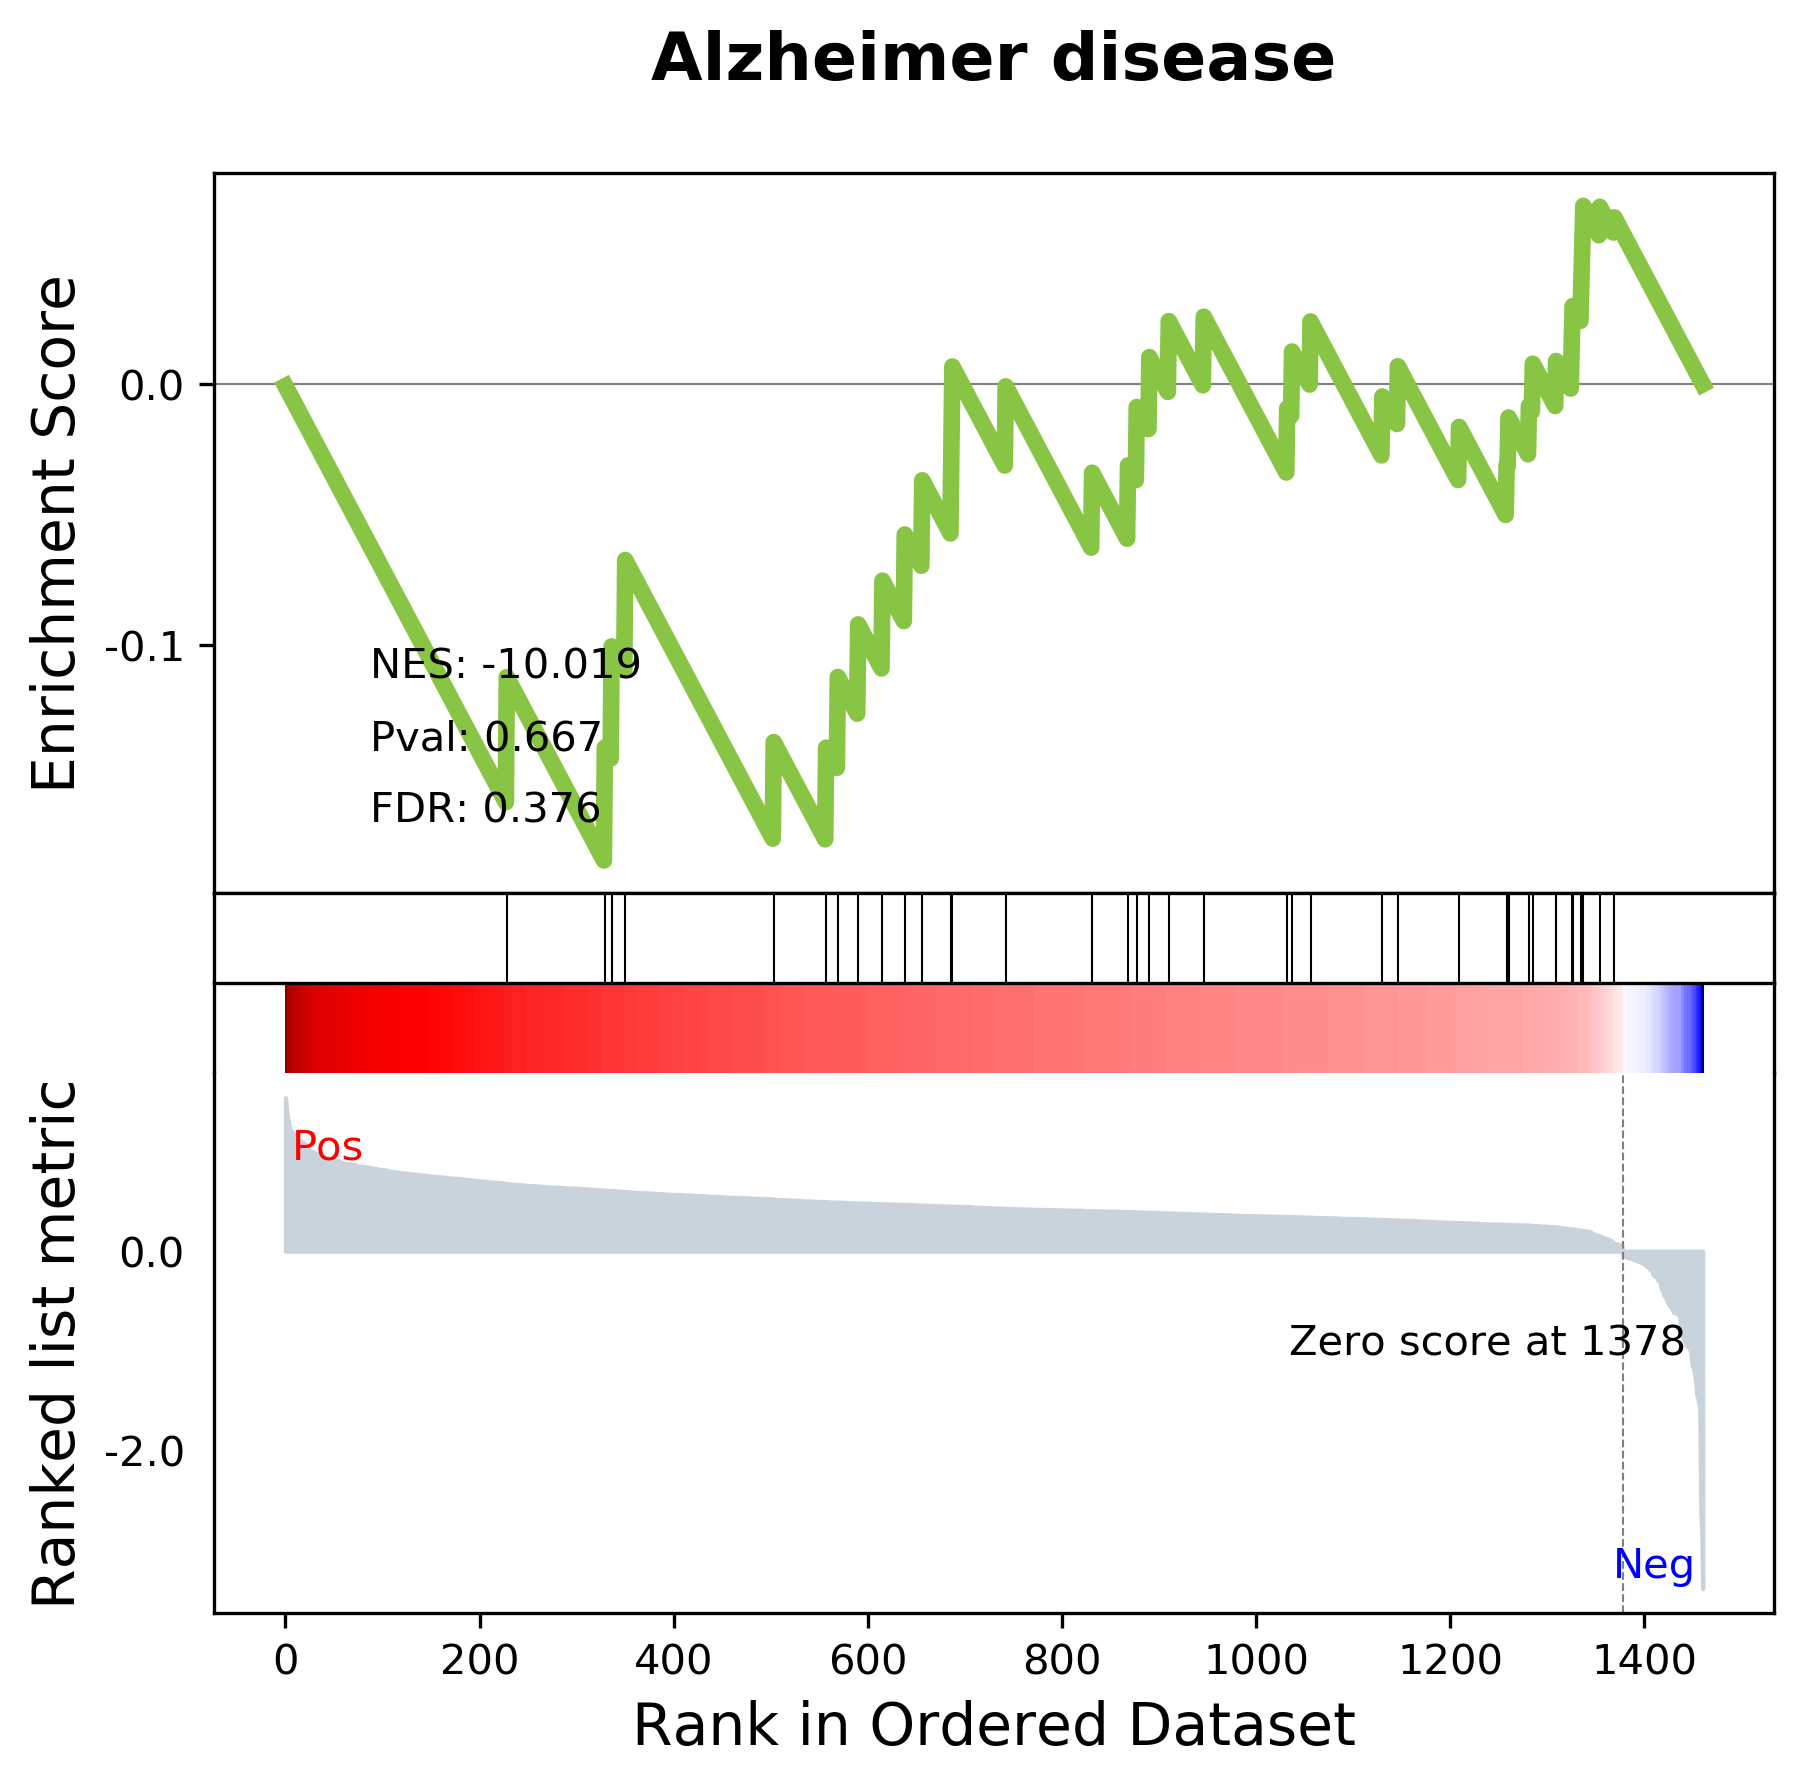 Alzheimer disease
Enrichment Score
0.0
-0.1
NES: -10.019
Pval: 0.667
FDR: 0.376
Ranked list metric
Pos
0.0
Zero score at 1378
-2.0
Neg
0 200 400 600 800 1000 1200 1400
Rank in Ordered Dataset